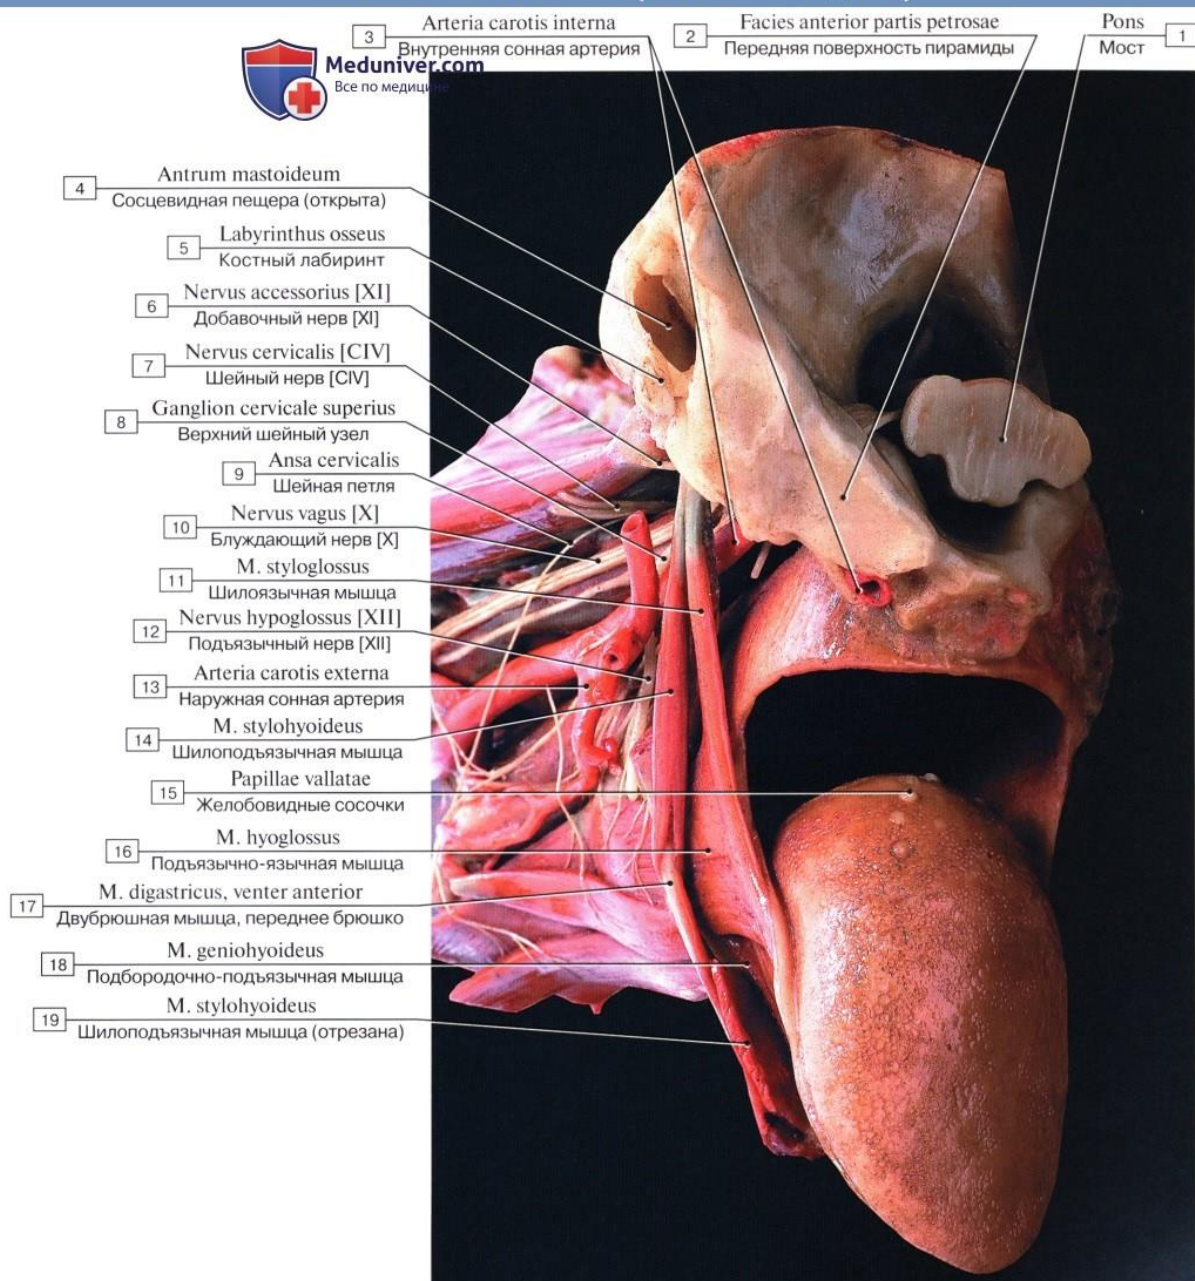 3
Arteria carotis interna
Внутренняя сонная артерия
2
Facies anterior partis petrosae
Передняя поверхность пирамиды
Pons
Мост
1
Meduniver.com
Все по медицине
4
Antrum mastoideum
Сосцевидная пещера (открыта)
5
Labyrinthus osseus
Костный лабиринт
6
Nervus accessorius [XI]
Добавочный нерв [XI]
7
Nervus cervicalis [CIV]
Шейный нерв [CIV]
8
Ganglion cervicale superius
Верхний шейный узел
9
Ansa cervicalis
Шейная петля
10
Nervus vagus [X]
Блуждающий нерв [X]
11
M. styloglossus
Шилоязычная мышца
12
Nervus hypoglossus [XII]
Подъязычный нерв [XII]
13
Arteria carotis externa
Наружная сонная артерия
14
M. stylohyoideus
Шилоподъязычная мышца
15
Papillae vallatae
Желобовидные сосочки
16
M. hyoglossus
Подъязычно-язычная мышца
17
M. digastricus, venter anterior
Двубрюшная мышца, переднее брюшко
18
M. geniohyoideus
Подбородочно-подъязычная мышца
19
M. stylohyoideus
Шилоподъязычная мышца (отрезана)